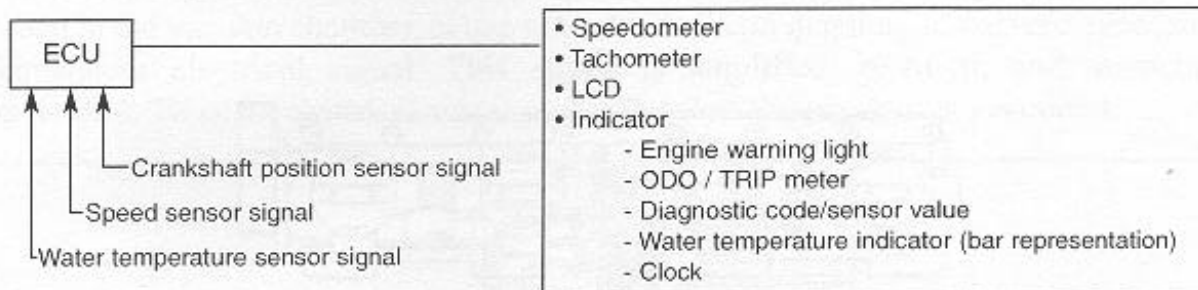 ECU
Crankshaft position sensor signal
Speed sensor signal
Water temperature sensor signal
• Speedometer
• Tachometer
• LCD
• Indicator
- Engine warning light
- ODO / TRIP meter
- Diagnostic code/sensor value
- Water temperature indicator (bar representation)
- Clock